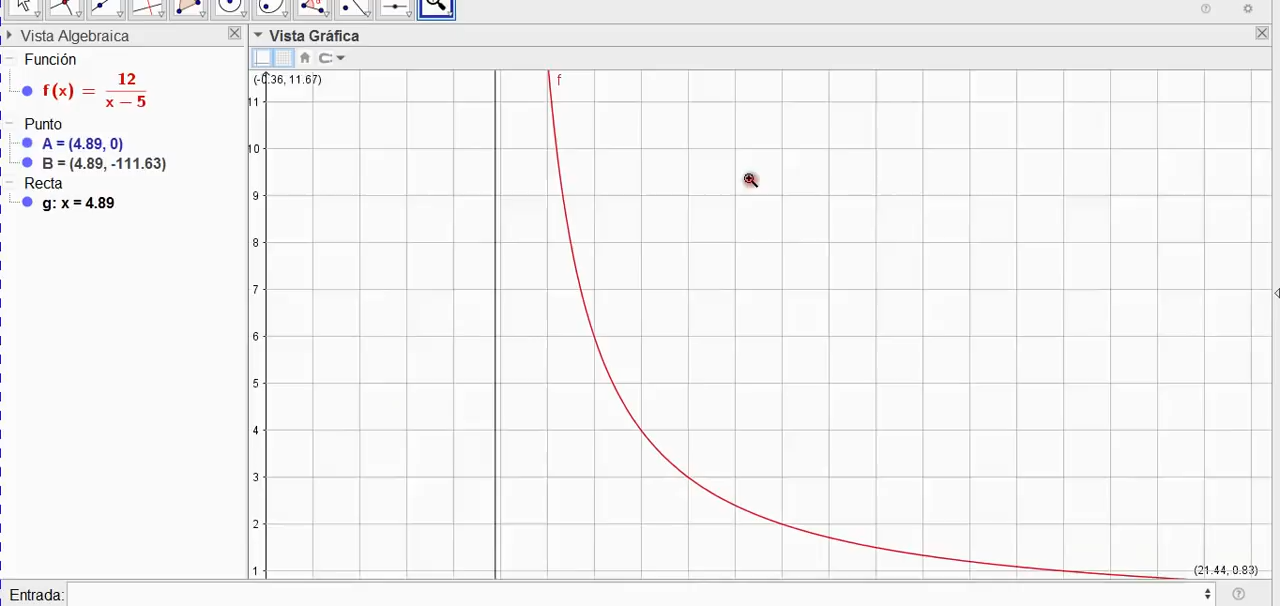 Vista Algebraica
Vista Gráfica
Función
f(x) = 12 / x − 5
Punto
A = (4.89, 0)
B = (4.89, -111.63)
Recta
g: x = 4.89
(-0.36, 11.67)
f
11
10
9
8
7
6
5
4
3
2
1
(21.44, 0.83)
Entrada: